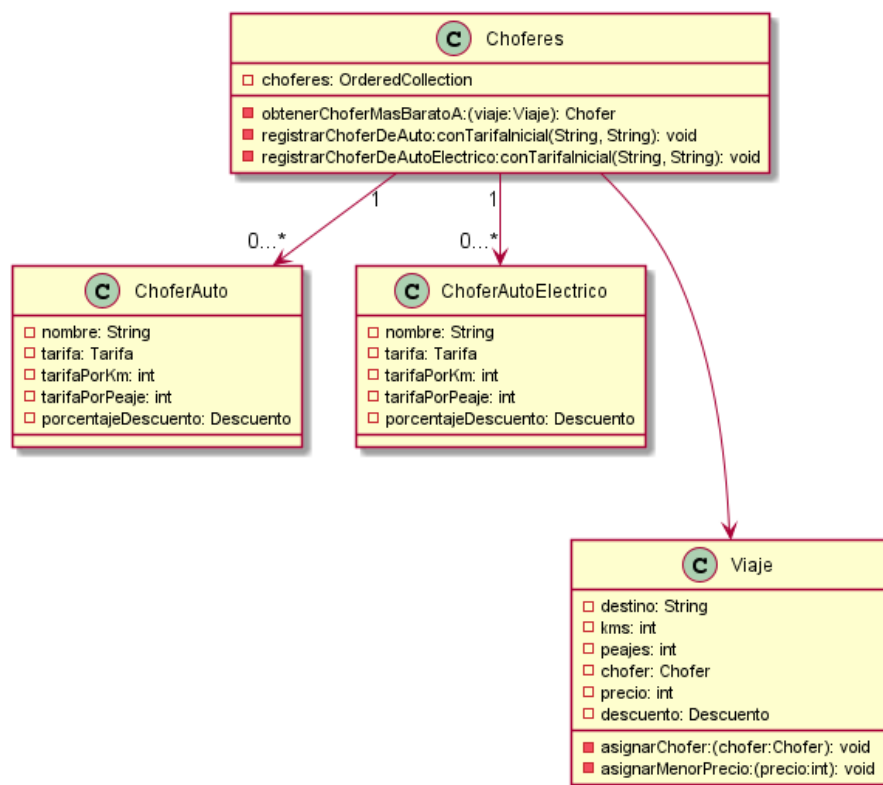 C Choferes
choferes: OrderedCollection
obtenerChoferMasBaratoA:(viaje:Viaje): Chofer
registrarChoferDeAuto:conTarifaInicial(String, String): void
registrarChoferDeAutoElectrico:conTarifaInicial(String, String): void
1
1
0...*
0...*
C ChoferAuto
nombre: String
tarifa: Tarifa
tarifaPorKm: int
tarifaPorPeaje: int
porcentajeDescuento: Descuento
C ChoferAutoElectrico
nombre: String
tarifa: Tarifa
tarifaPorKm: int
tarifaPorPeaje: int
porcentajeDescuento: Descuento
C Viaje
destino: String
kms: int
peajes: int
chofer: Chofer
precio: int
descuento: Descuento
asignarChofer:(chofer:Chofer): void
asignarMenorPrecio:(precio:int): void